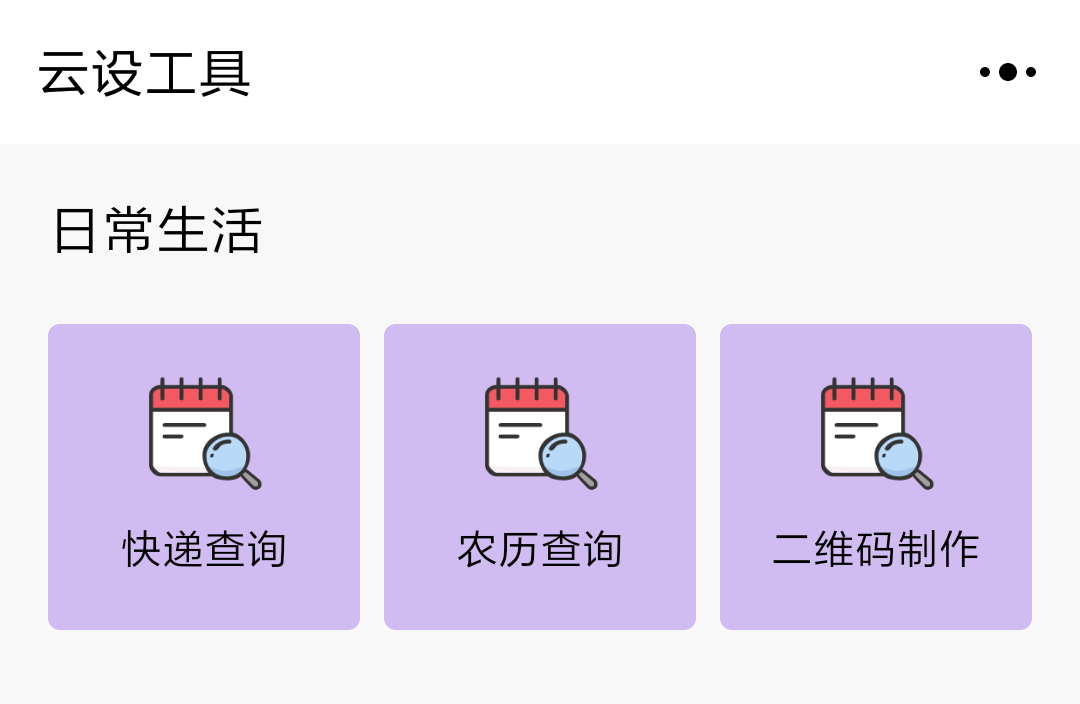 云设工具
日常生活
快递查询
农历查询
二维码制作